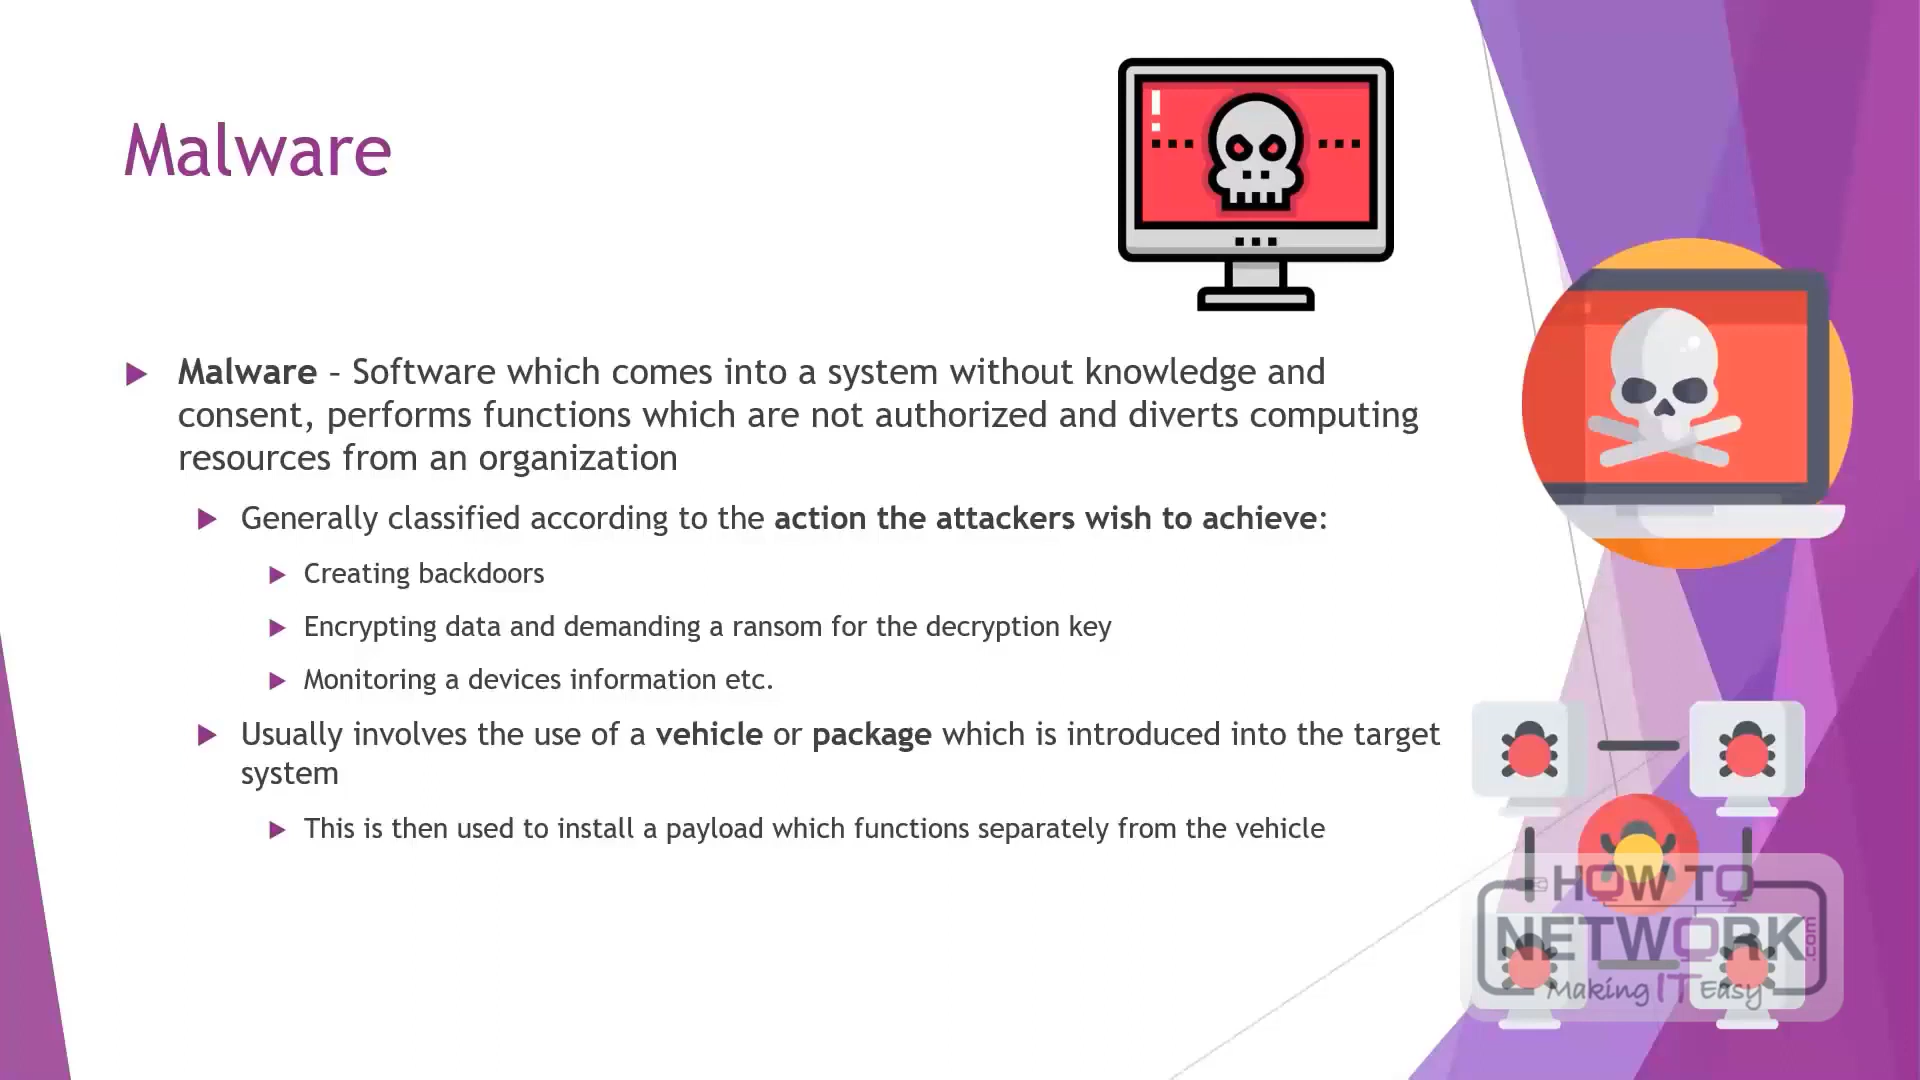 Malware
Malware – Software which comes into a system without knowledge and
consent, performs functions which are not authorized and diverts computing
resources from an organization
Generally classified according to the action the attackers wish to achieve:
Creating backdoors
Encrypting data and demanding a ransom for the decryption key
Monitoring a devices information etc.
Usually involves the use of a vehicle or package which is introduced into the target
system
This is then used to install a payload which functions separately from the vehicle
HOW TO
NETWORK.com
Making IT Easy